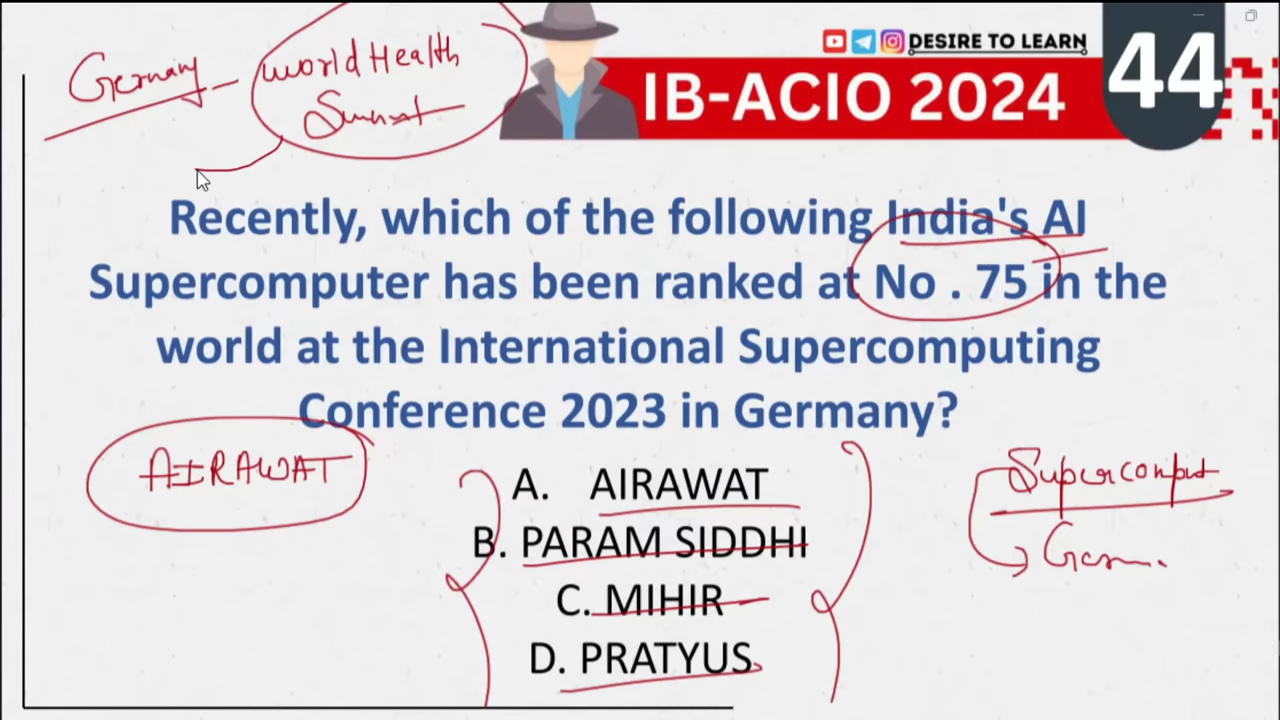 Germany - World Health
Summit
DESIRE TO LEARN
IB-ACIO 2024
44
Recently, which of the following India's AI
Supercomputer has been ranked at No . 75 in the
world at the International Supercomputing
Conference 2023 in Germany?
AIRAWAT
A. AIRAWAT
B. PARAM SIDDHI
C. MIHIR
D. PRATYUS
Supercomput